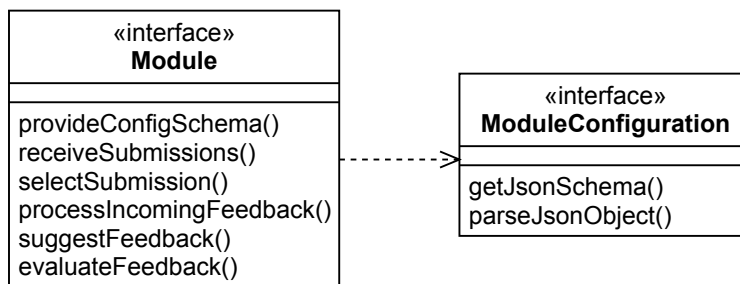 «interface»
Module
provideConfigSchema()
receiveSubmissions()
selectSubmission()
processIncomingFeedback()
suggestFeedback()
evaluateFeedback()
«interface»
ModuleConfiguration
getJsonSchema()
parseJsonObject()